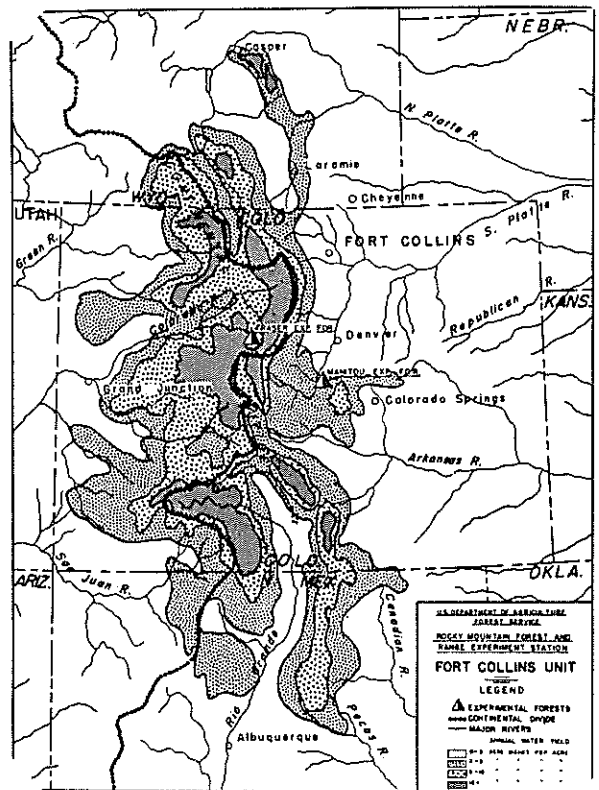 NEBR.
Casper
N. Platte R.
Laramie
Cheyenne
UTAH
WYO.
COLO.
S. Platte R.
FORT COLLINS
Green R.
Republican R.
KANS.
Colorado R.
FRASER EXP. FOR.
Denver
MANITOU EXP. FOR.
Grand Junction
Colorado Springs
Arkansas R.
San Juan R.
COLO.
N. MEX.
OKLA.
ARIZ.
Rio Grande
Canadian R.
Pecos R.
Albuquerque
U.S. DEPARTMENT OF AGRICULTURE
FOREST SERVICE
ROCKY MOUNTAIN FOREST AND
RANGE EXPERIMENT STATION
FORT COLLINS UNIT
LEGEND
EXPERIMENTAL FORESTS
CONTINENTAL DIVIDE
MAJOR RIVERS
ANNUAL WATER YIELD